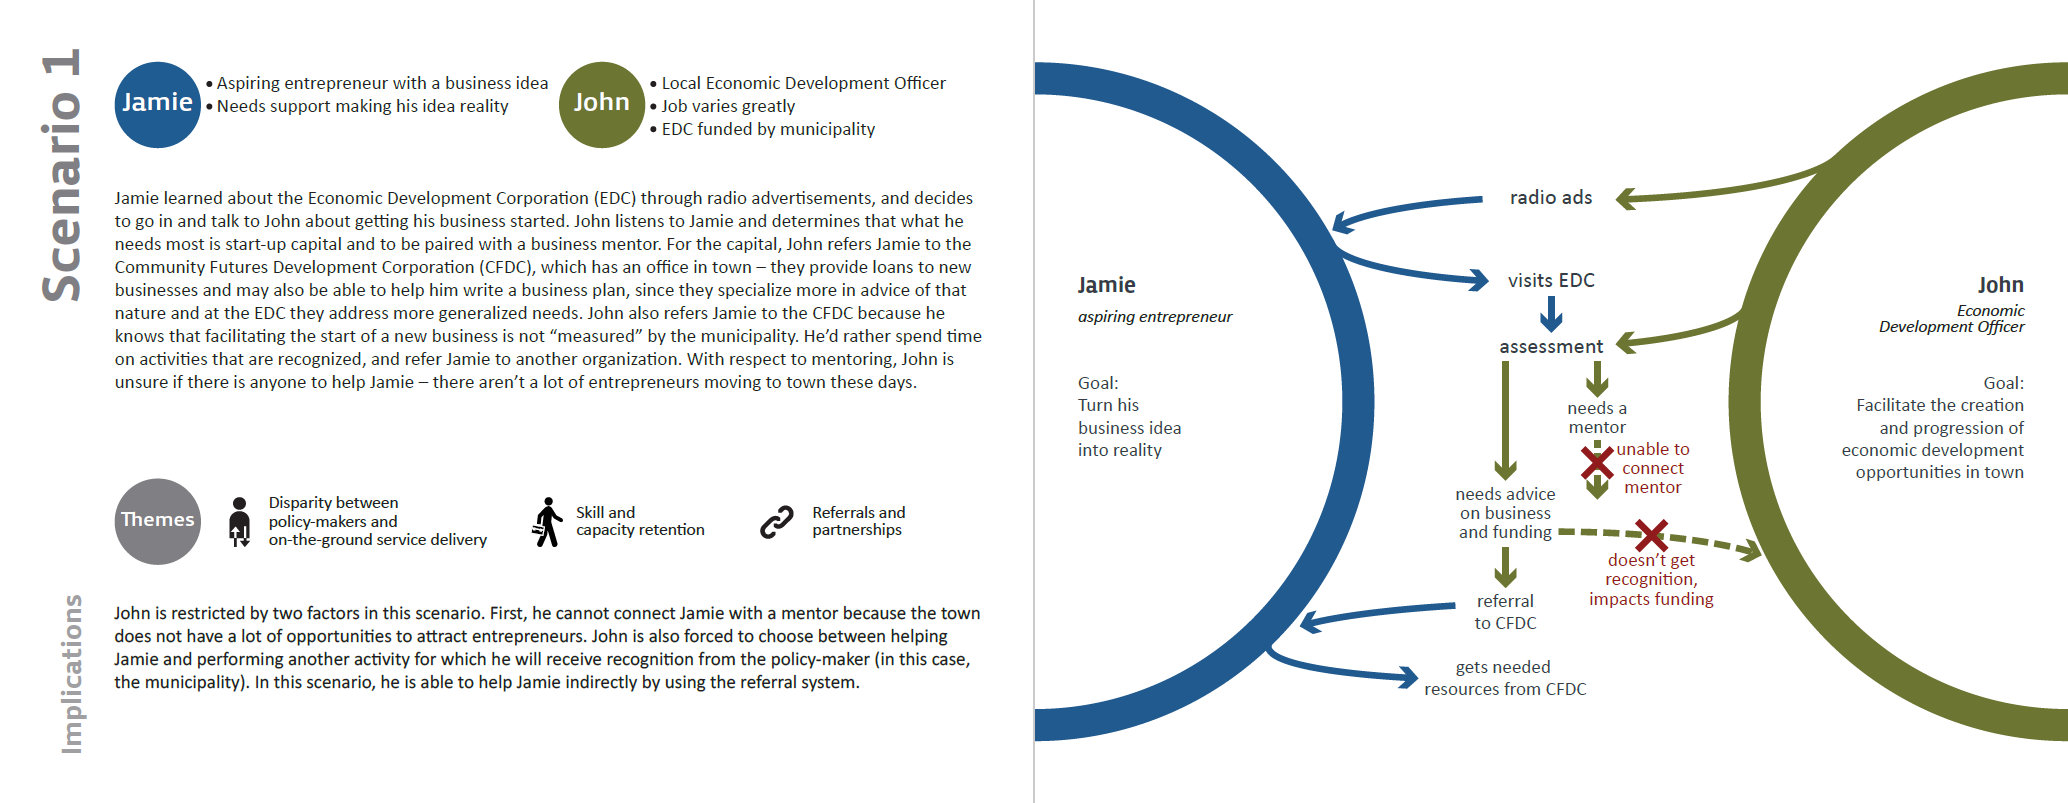 Scenario 1
Jamie
• Aspiring entrepreneur with a business idea
• Needs support making his idea reality
John
• Local Economic Development Officer
• Job varies greatly
• EDC funded by municipality
Jamie learned about the Economic Development Corporation (EDC) through radio advertisements, and decides
to go in and talk to John about getting his business started. John listens to Jamie and determines that what he
needs most is start-up capital and to be paired with a business mentor. For the capital, John refers Jamie to the
Community Futures Development Corporation (CFDC), which has an office in town – they provide loans to new
businesses and may also be able to help him write a business plan, since they specialize more in advice of that
nature and at the EDC they address more generalized needs. John also refers Jamie to the CFDC because he
knows that facilitating the start of a new business is not “measured” by the municipality. He’d rather spend time
on activities that are recognized, and refer Jamie to another organization. With respect to mentoring, John is
unsure if there is anyone to help Jamie – there aren’t a lot of entrepreneurs moving to town these days.
Themes
Disparity between
policy-makers and
on-the-ground service delivery
Skill and
capacity retention
Referrals and
partnerships
Implications
John is restricted by two factors in this scenario. First, he cannot connect Jamie with a mentor because the town
does not have a lot of opportunities to attract entrepreneurs. John is also forced to choose between helping
Jamie and performing another activity for which he will receive recognition from the policy-maker (in this case,
the municipality). In this scenario, he is able to help Jamie indirectly by using the referral system.
Jamie
aspiring entrepreneur
Goal:
Turn his
business idea
into reality
radio ads
visits EDC
assessment
needs a
mentor
unable to
connect
mentor
needs advice
on business
and funding
doesn’t get
recognition,
impacts funding
referral
to CFDC
gets needed
resources from CFDC
John
Economic
Development Officer
Goal:
Facilitate the creation
and progression of
economic development
opportunities in town